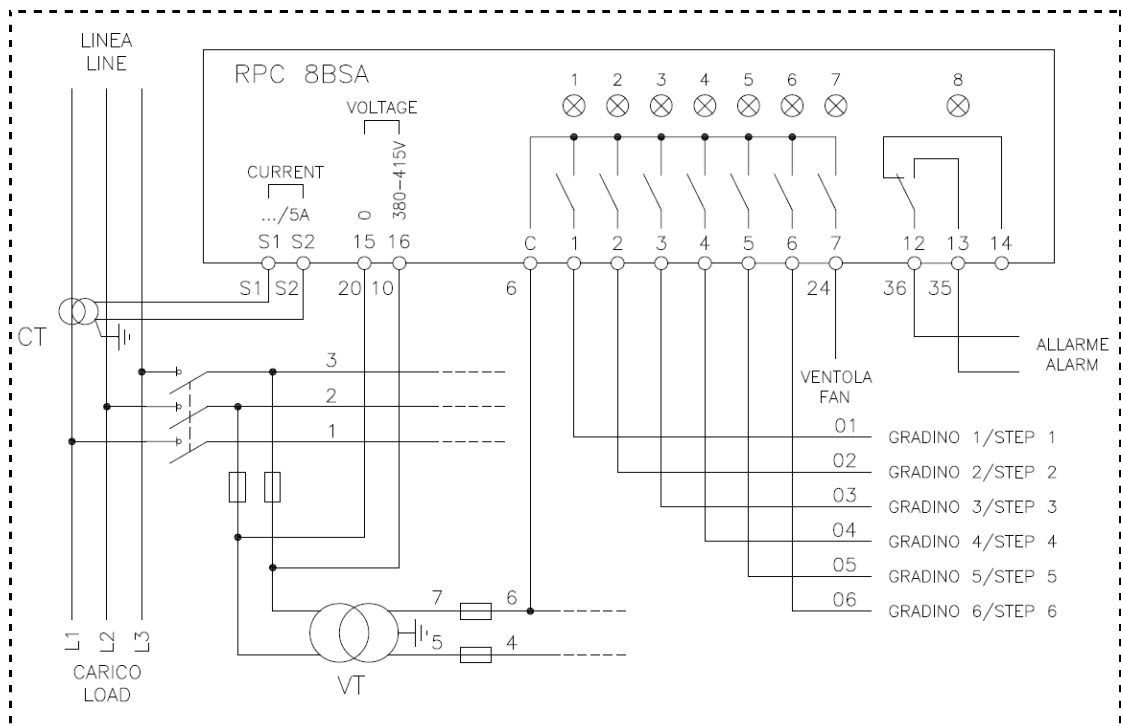 LINEA
LINE
RPC 8BSA
1 2 3 4 5 6 7 8
VOLTAGE
380-415V
CURRENT
.../5A
0
S1 S2 15 16 C 1 2 3 4 5 6 7 12 13 14
S1 S2 20 10 6 24 36 35
CT
ALLARME
ALARM
VENTOLA
FAN
3
2
1
01 GRADINO 1/STEP 1
02 GRADINO 2/STEP 2
03 GRADINO 3/STEP 3
04 GRADINO 4/STEP 4
05 GRADINO 5/STEP 5
06 GRADINO 6/STEP 6
7 6
5 4
VT
L1 L2 L3
CARICO
LOAD